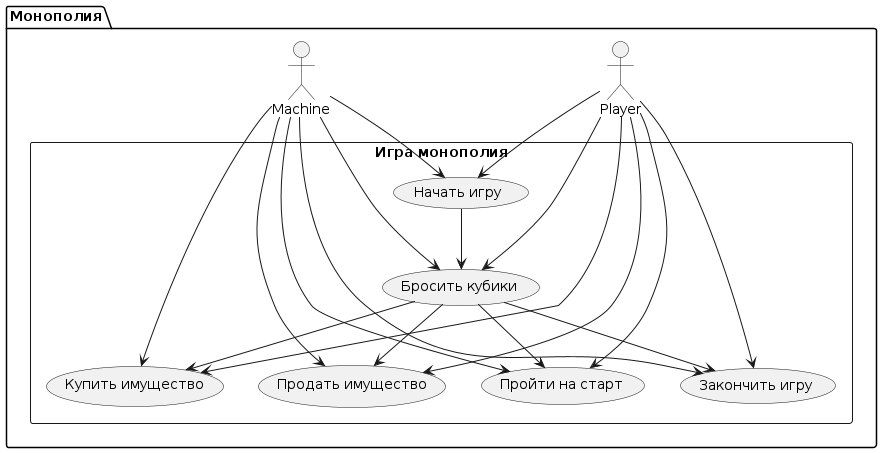 Монополия
Machine
Player
Игра монополия
Начать игру
Бросить кубики
Купить имущество
Продать имущество
Пройти на старт
Закончить игру